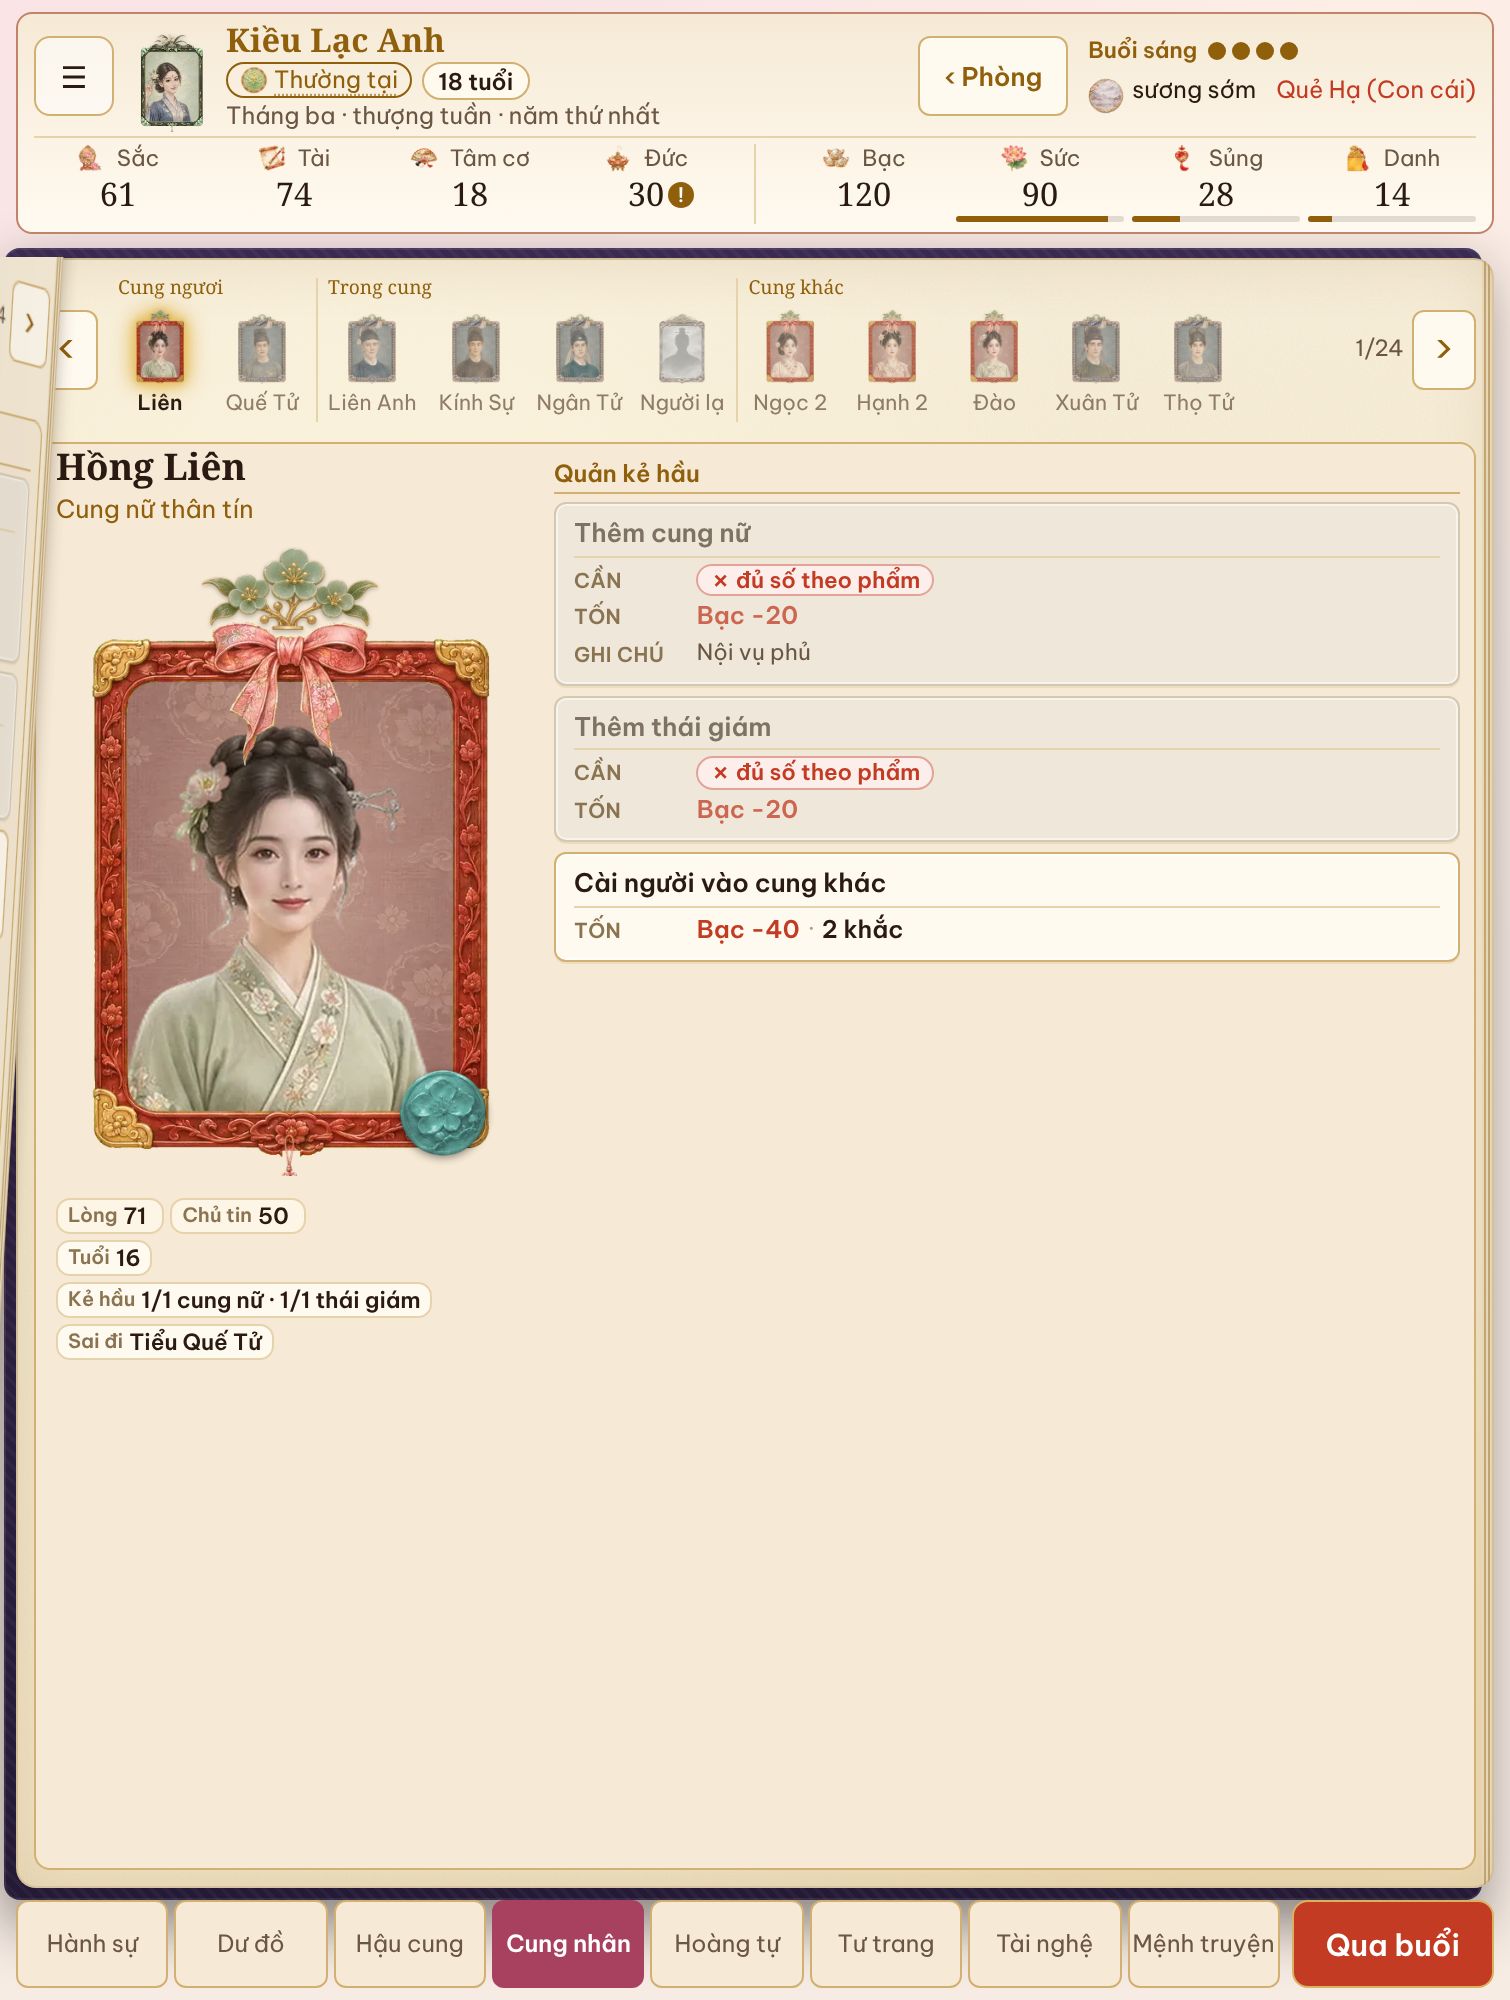 ☰
Kiều Lạc Anh
Thường tại
18 tuổi
Tháng ba · thượng tuần · năm thứ nhất
‹ Phòng
Buổi sáng
sương sớm Quẻ Hạ (Con cái)
Sắc Tài Tâm cơ Đức Bạc Sức Sủng Danh
61 74 18 30 ! 120 90 28 14
Cung ngươi Trong cung Cung khác
4 › ‹
Liên Quế Tử Liên Anh Kính Sự Ngân Tử Người lạ Ngọc 2 Hạnh 2 Đào Xuân Tử Thọ Tử
1/24 ›
Hồng Liên
Cung nữ thân tín
Lòng 71 Chủ tin 50
Tuổi 16
Kẻ hầu 1/1 cung nữ · 1/1 thái giám
Sai đi Tiểu Quế Tử
Quản kẻ hầu
Thêm cung nữ
CẦN × đủ số theo phẩm
TỐN Bạc -20
GHI CHÚ Nội vụ phủ
Thêm thái giám
CẦN × đủ số theo phẩm
TỐN Bạc -20
Cài người vào cung khác
TỐN Bạc -40 · 2 khắc
Hành sự Dư đồ Hậu cung Cung nhân Hoàng tự Tư trang Tài nghệ Mệnh truyện Qua buổi